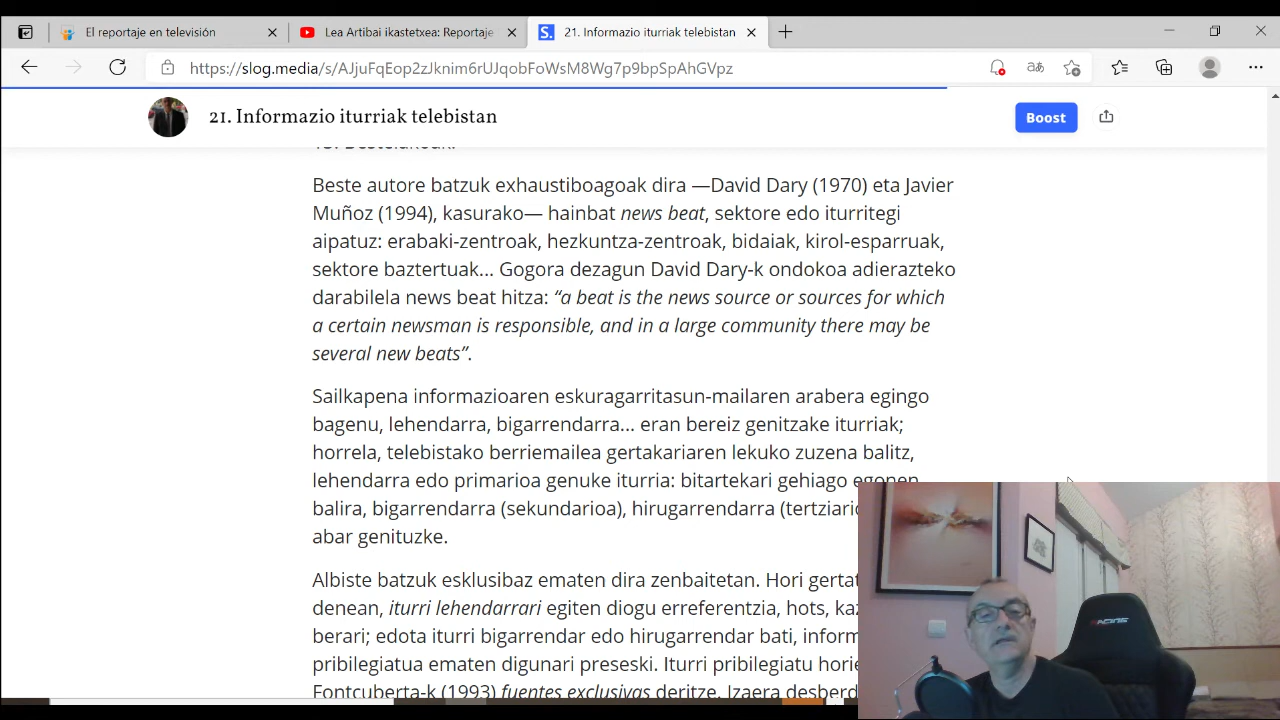 El reportaje en televisión
Lea Artibai ikastetxea: Reportaje
21. Informazio iturriak telebistan
https://slog.media/s/AJjuFqEop2zJknim6rUJqobFoWsM8Wg7p9bpSpAhGVpz
21. Informazio iturriak telebistan
Boost
Beste autore batzuk exhaustiboagoak dira —David Dary (1970) eta Javier
Muñoz (1994), kasurako— hainbat news beat, sektore edo iturritegi
aipatuz: erabaki-zentroak, hezkuntza-zentroak, bidaiak, kirol-esparruak,
sektore baztertuak... Gogora dezagun David Dary-k ondokoa adierazteko
darabilela news beat hitza: “a beat is the news source or sources for which
a certain newsman is responsible, and in a large community there may be
several new beats”.
Sailkapena informazioaren eskuragarritasun-mailaren arabera egingo
bagenu, lehendarra, bigarrendarra... eran bereiz genitzake iturriak;
horrela, telebistako berriemailea gertakariaren lekuko zuzena balitz,
lehendarra edo primarioa genuke iturria: bitartekari gehiago egonen
balira, bigarrendarra (sekundarioa), hirugarrendarra
abar genituzke.
Albiste batzuk esklusibaz ematen dira zenbaitetan. Hori
denean, iturri lehendarrari egiten diogu erreferentzia, hots,
berari; edota iturri bigarrendar edo hirugarrendar bati,
pribilegiatua ematen digunari preseski. Iturri pribilegiatu
Fontcuberta-k (1993) fuentes exclusivas deritze. Izaera